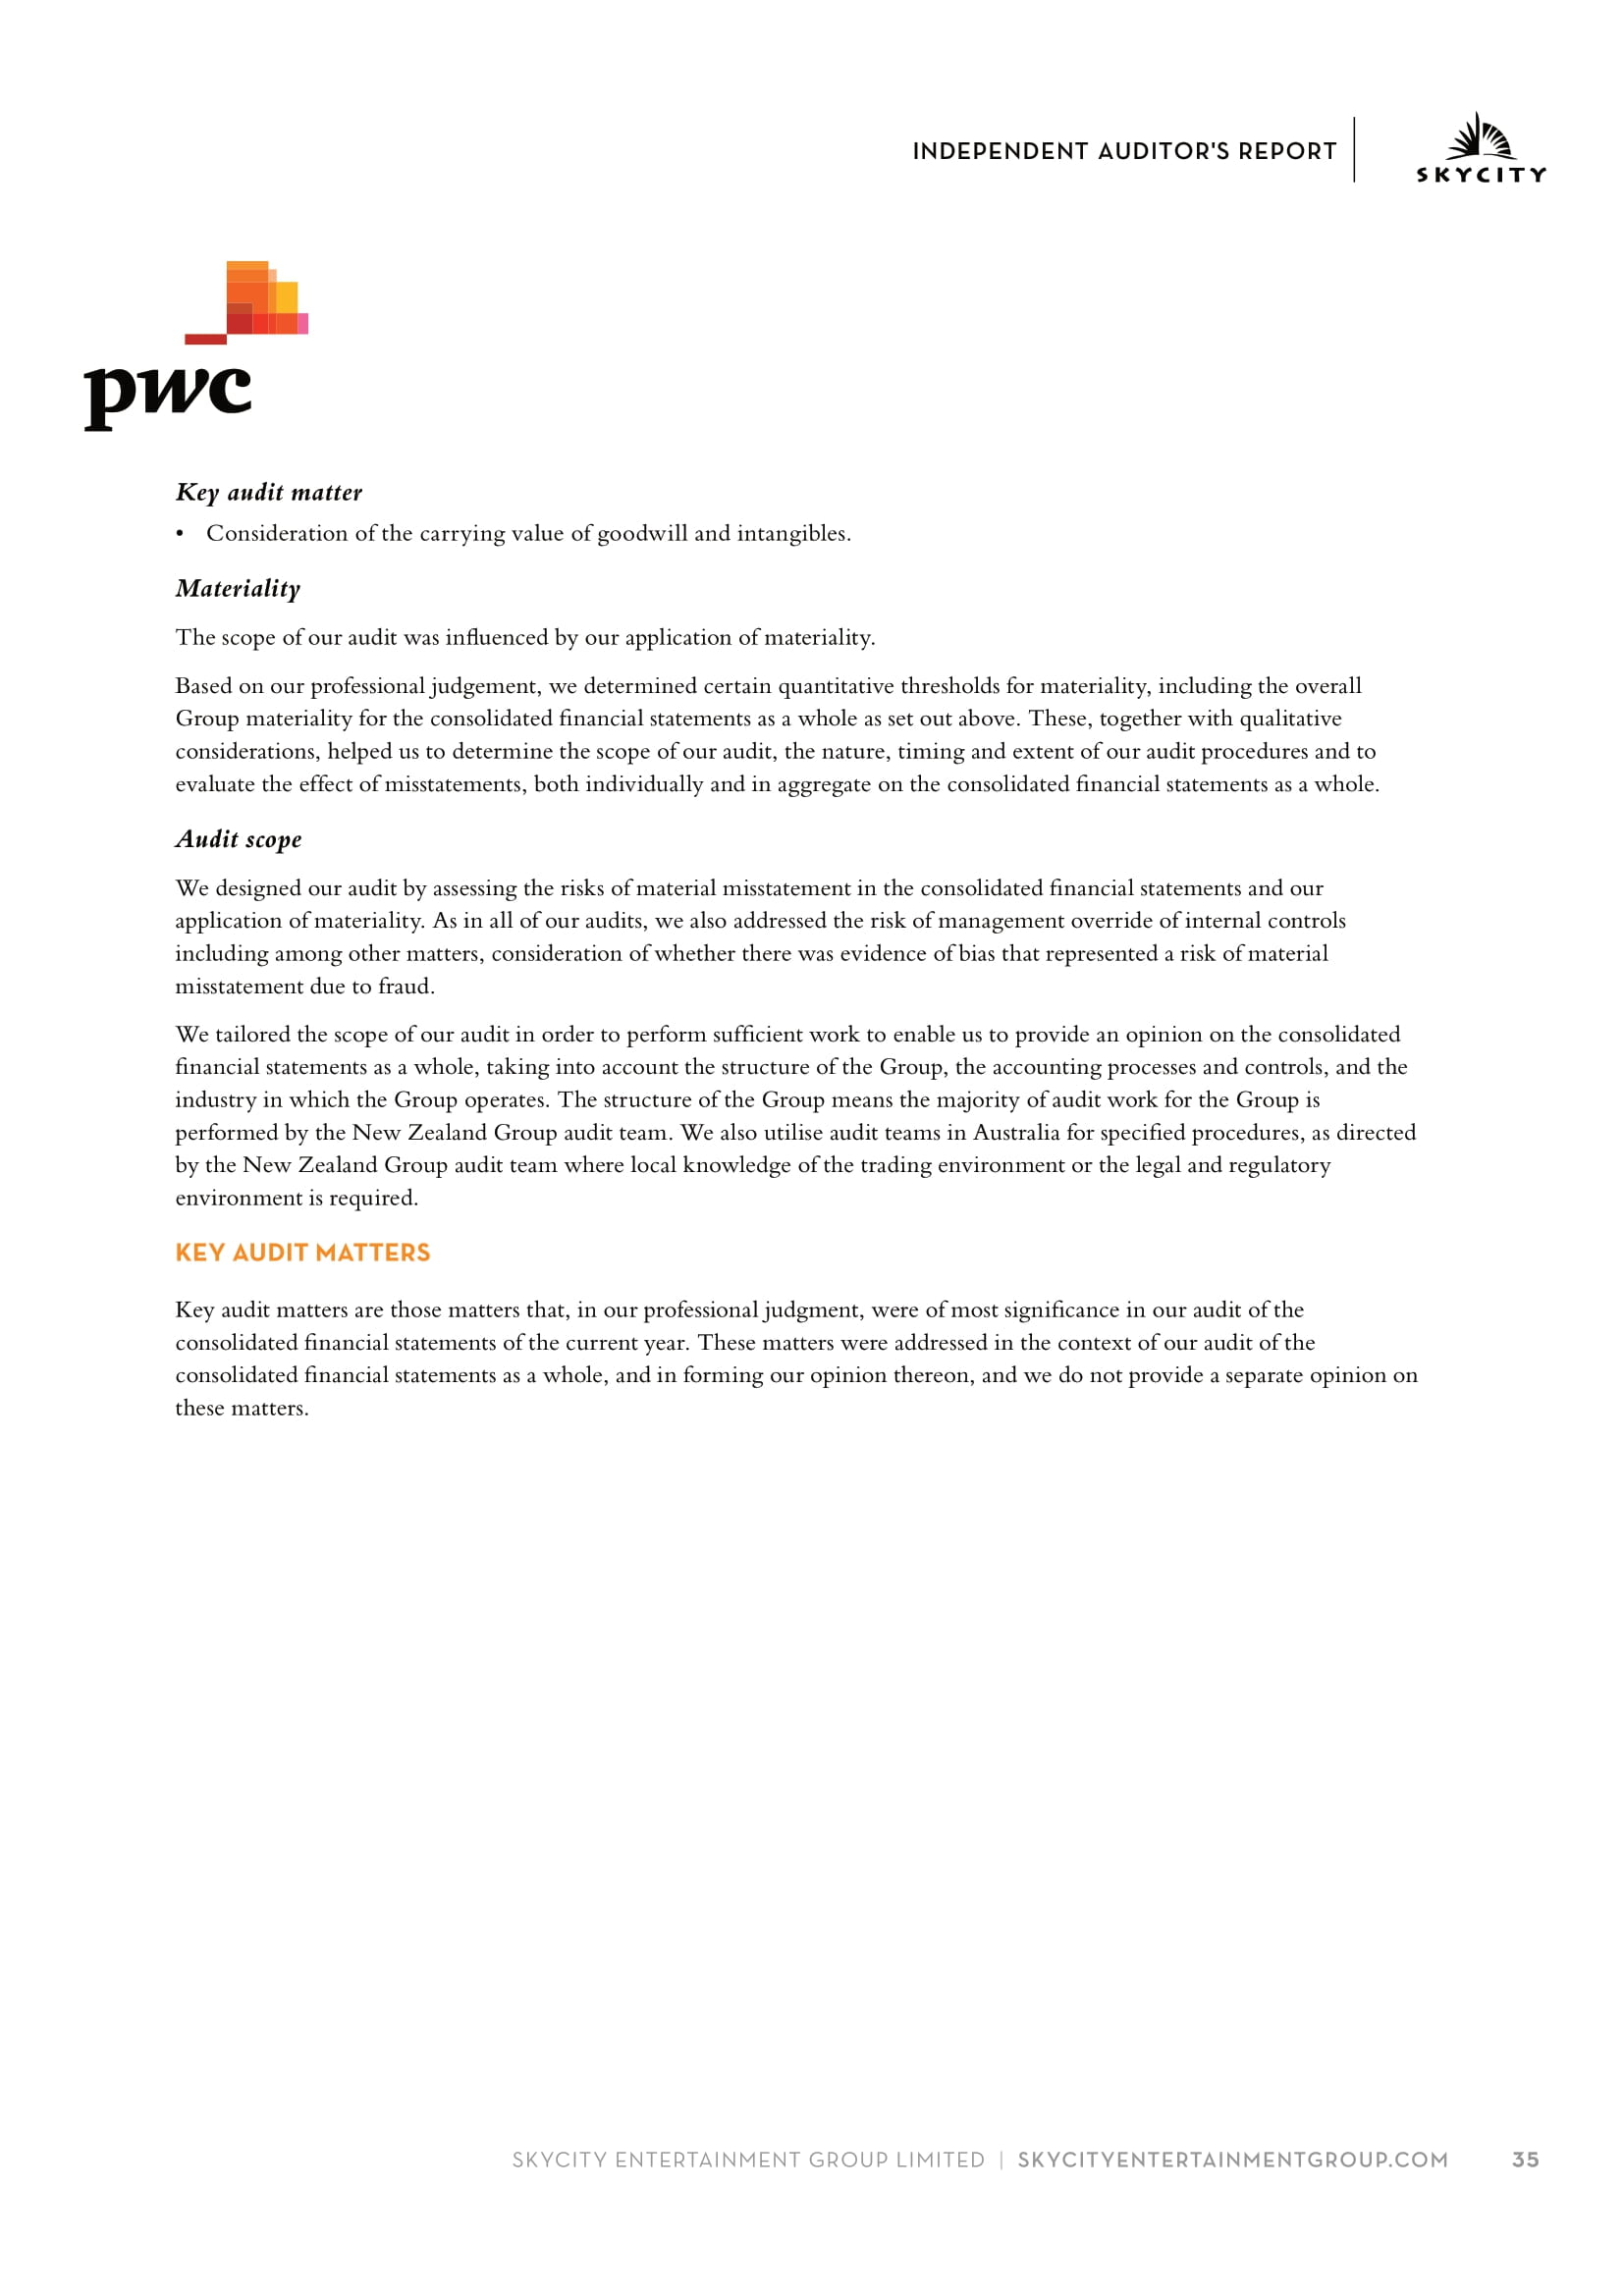 INDEPENDENT AUDITOR'S REPORT
SKYCITY
pwc
Key audit matter
• Consideration of the carrying value of goodwill and intangibles.
Materiality
The scope of our audit was influenced by our application of materiality.
Based on our professional judgement, we determined certain quantitative thresholds for materiality, including the overall
Group materiality for the consolidated financial statements as a whole as set out above. These, together with qualitative
considerations, helped us to determine the scope of our audit, the nature, timing and extent of our audit procedures and to
evaluate the effect of misstatements, both individually and in aggregate on the consolidated financial statements as a whole.
Audit scope
We designed our audit by assessing the risks of material misstatement in the consolidated financial statements and our
application of materiality. As in all of our audits, we also addressed the risk of management override of internal controls
including among other matters, consideration of whether there was evidence of bias that represented a risk of material
misstatement due to fraud.
We tailored the scope of our audit in order to perform sufficient work to enable us to provide an opinion on the consolidated
financial statements as a whole, taking into account the structure of the Group, the accounting processes and controls, and the
industry in which the Group operates. The structure of the Group means the majority of audit work for the Group is
performed by the New Zealand Group audit team. We also utilise audit teams in Australia for specified procedures, as directed
by the New Zealand Group audit team where local knowledge of the trading environment or the legal and regulatory
environment is required.
KEY AUDIT MATTERS
Key audit matters are those matters that, in our professional judgment, were of most significance in our audit of the
consolidated financial statements of the current year. These matters were addressed in the context of our audit of the
consolidated financial statements as a whole, and in forming our opinion thereon, and we do not provide a separate opinion on
these matters.
SKYCITY ENTERTAINMENT GROUP LIMITED | SKYCITYENTERTAINMENTGROUP.COM 35